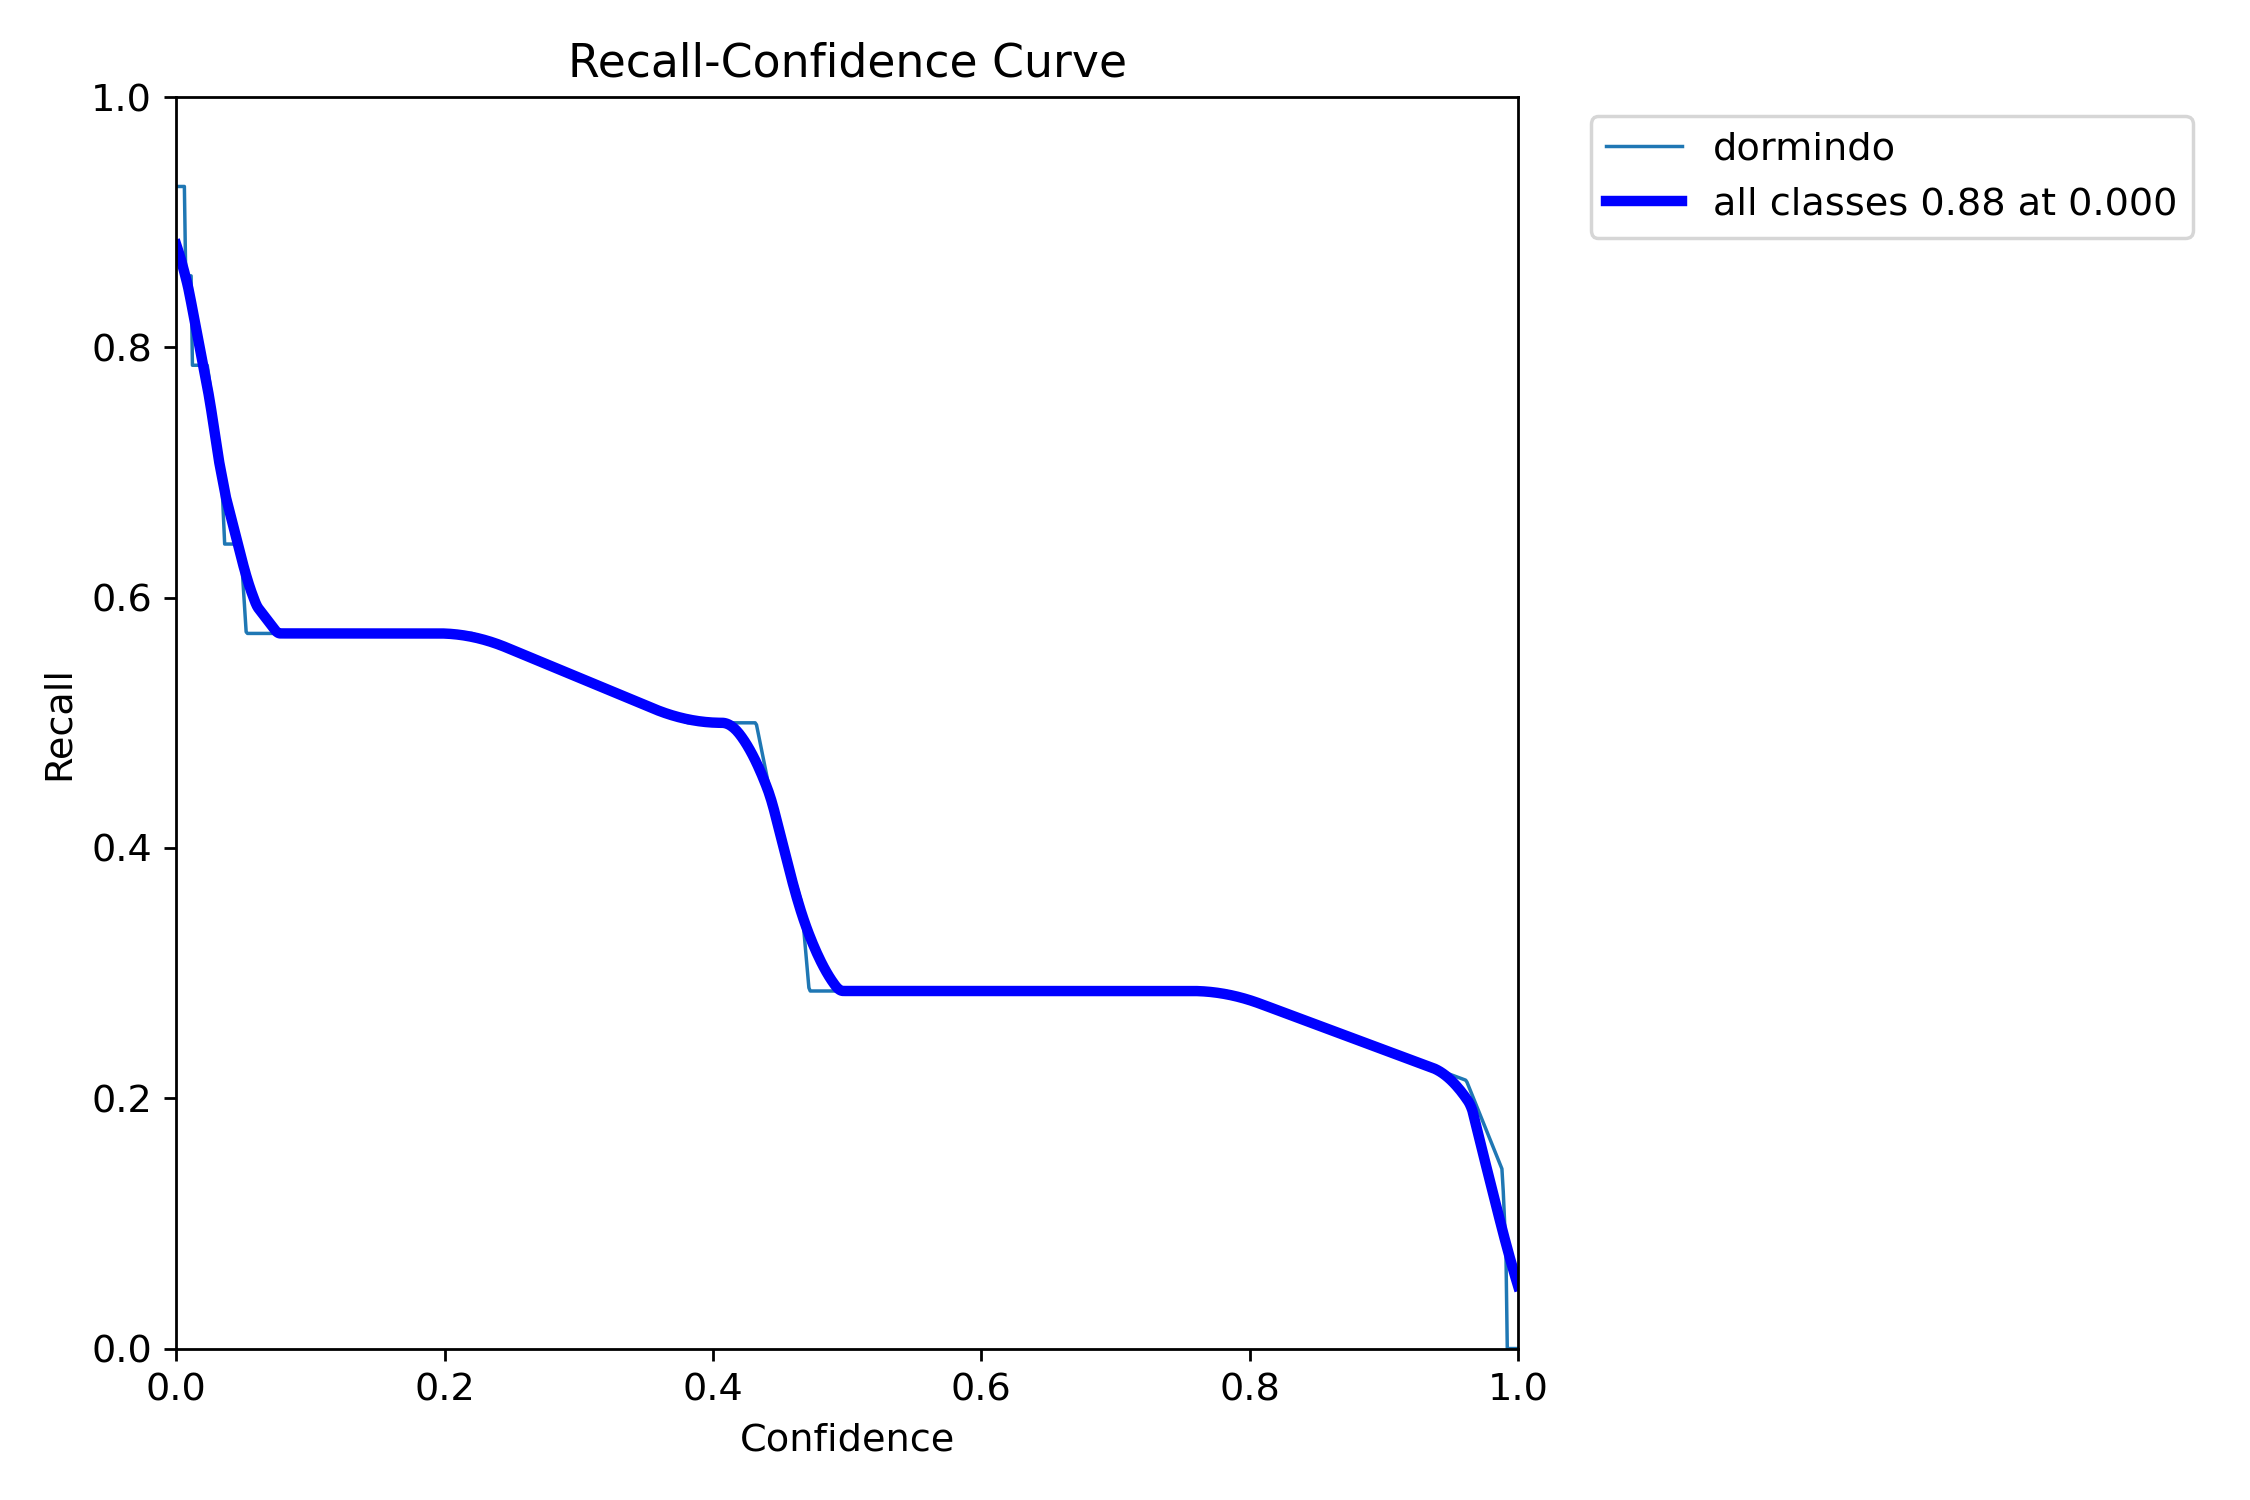 Recall-Confidence Curve
1.0
0.8
0.6
0.4
0.2
0.0
Recall
0.0 0.2 0.4 0.6 0.8 1.0
Confidence
dormindo
all classes 0.88 at 0.000